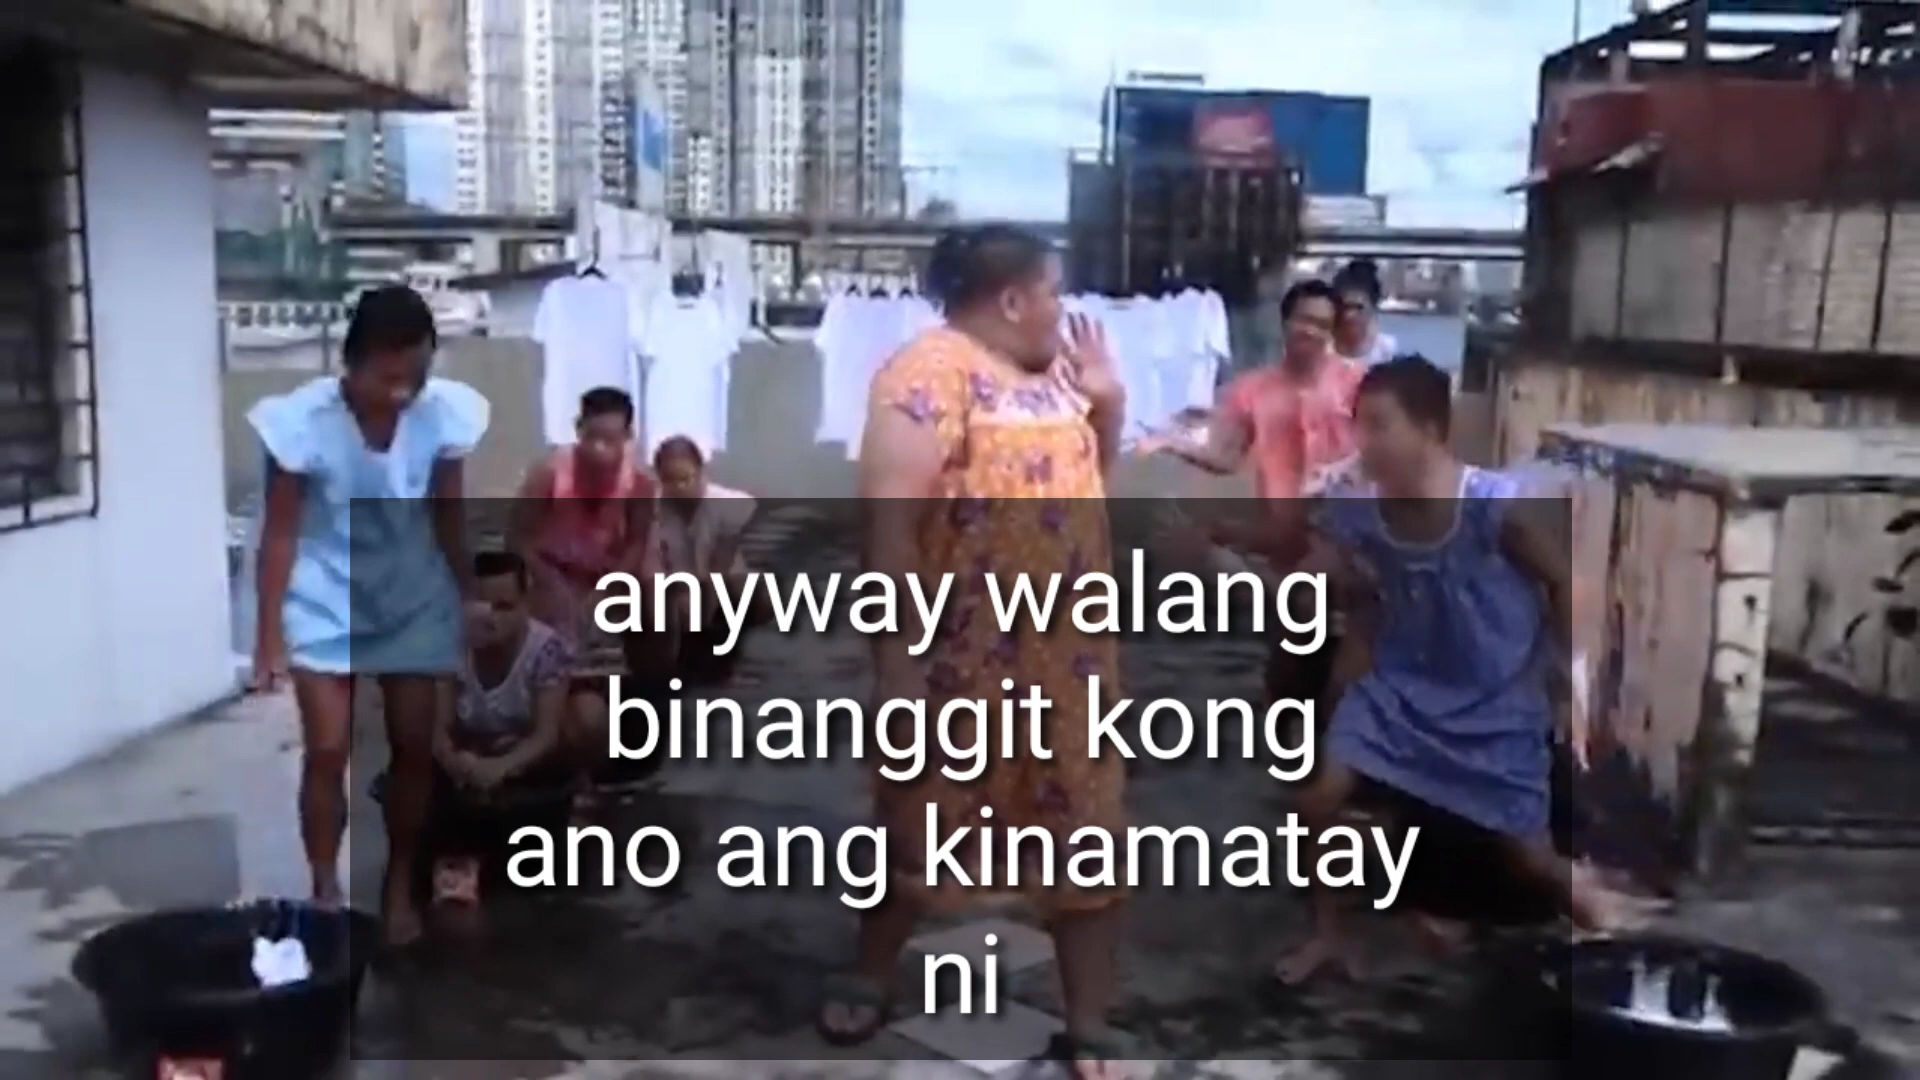 anyway walang
binanggit kong
ano ang kinamatay
ni